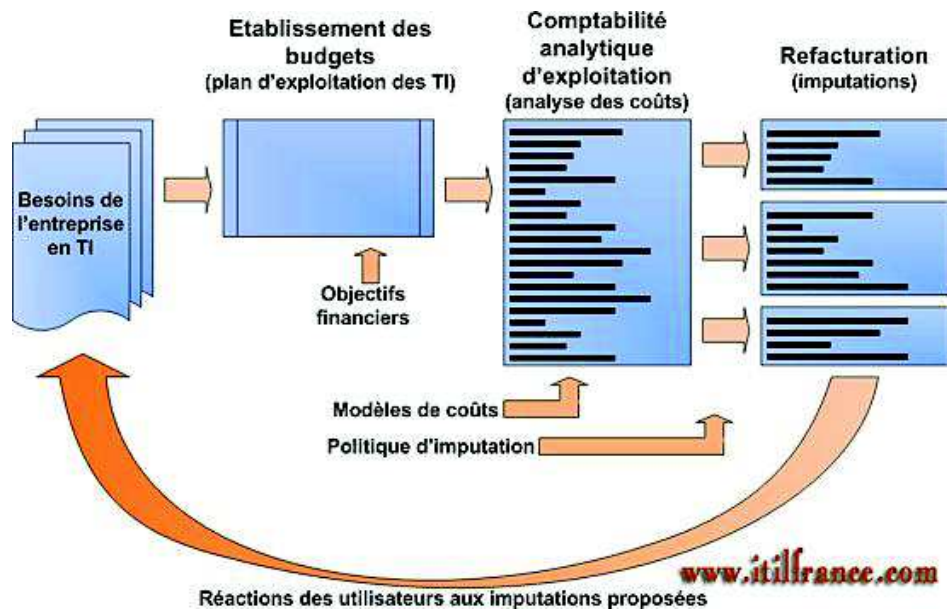 Etablissement des
budgets
(plan d'exploitation des TI)
Comptabilité
analytique
d'exploitation
(analyse des coûts)
Refacturation
(imputations)
Besoins de
l'entreprise
en TI
Objectifs
financiers
Modèles de coûts
Politique d'imputation
www.itilfrance.com
Réactions des utilisateurs aux imputations proposées